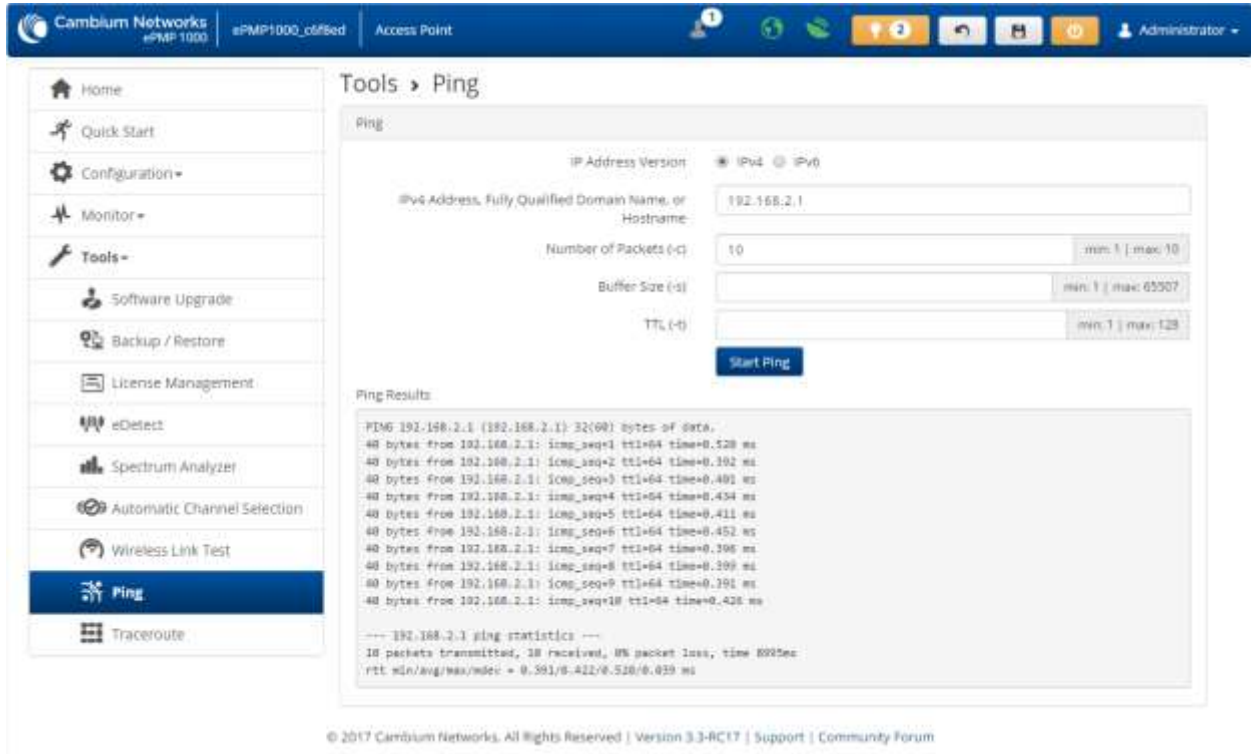 Cambium Networks
ePMP 1000
ePMP1000_c6f8ed
Access Point
1
2
Administrator
Home
Quick Start
Configuration
Monitor
Tools
Software Upgrade
Backup / Restore
License Management
eDetect
Spectrum Analyzer
Automatic Channel Selection
Wireless Link Test
Ping
Traceroute
Tools › Ping
Ping
IP Address Version IPv4 IPv6
IPv4 Address, Fully Qualified Domain Name, or
Hostname
192.168.2.1
Number of Packets (-c) 10 min: 1 | max: 10
Buffer Size (-s) min: 1 | max: 65507
TTL (-t) min: 1 | max: 128
Start Ping
Ping Results
PING 192.168.2.1 (192.168.2.1) 32(60) bytes of data.
40 bytes from 192.168.2.1: icmp_seq=1 ttl=64 time=0.520 ms
40 bytes from 192.168.2.1: icmp_seq=2 ttl=64 time=0.392 ms
40 bytes from 192.168.2.1: icmp_seq=3 ttl=64 time=0.401 ms
40 bytes from 192.168.2.1: icmp_seq=4 ttl=64 time=0.434 ms
40 bytes from 192.168.2.1: icmp_seq=5 ttl=64 time=0.411 ms
40 bytes from 192.168.2.1: icmp_seq=6 ttl=64 time=0.452 ms
40 bytes from 192.168.2.1: icmp_seq=7 ttl=64 time=0.396 ms
40 bytes from 192.168.2.1: icmp_seq=8 ttl=64 time=0.399 ms
40 bytes from 192.168.2.1: icmp_seq=9 ttl=64 time=0.391 ms
40 bytes from 192.168.2.1: icmp_seq=10 ttl=64 time=0.426 ms
--- 192.168.2.1 ping statistics ---
10 packets transmitted, 10 received, 0% packet loss, time 8995ms
rtt min/avg/max/mdev = 0.391/0.422/0.520/0.039 ms
© 2017 Cambium Networks. All Rights Reserved | Version 3.3-RC17 | Support | Community Forum